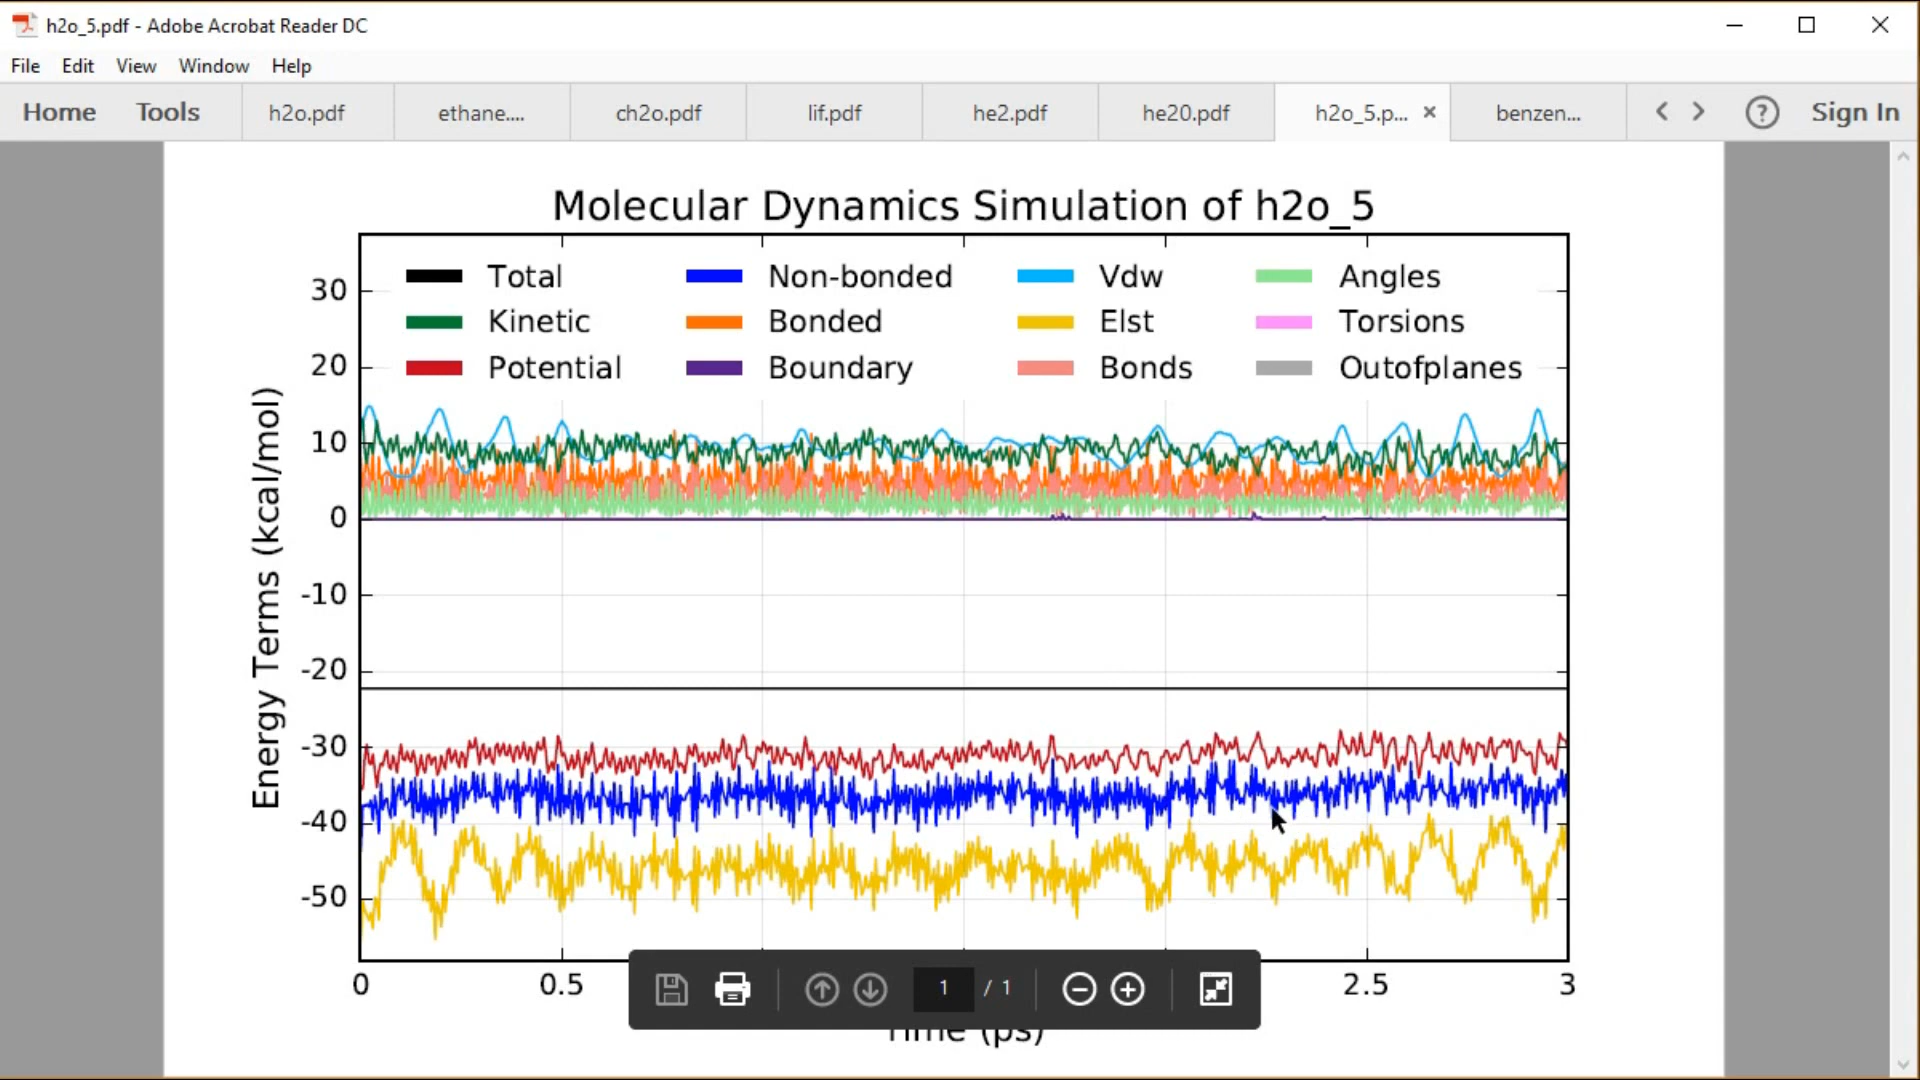 h2o_5.pdf - Adobe Acrobat Reader DC
File Edit View Window Help
Home Tools h2o.pdf ethane.... ch2o.pdf lif.pdf he2.pdf he20.pdf h2o_5.p... × benzen... ? Sign In
Molecular Dynamics Simulation of h2o_5
Total Non-bonded Vdw Angles
Kinetic Bonded Elst Torsions
Potential Boundary Bonds Outofplanes
30
20
10
0
-10
-20
-30
-40
-50
Energy Terms (kcal/mol)
0 0.5 2.5 3
1 / 1
Time (ps)